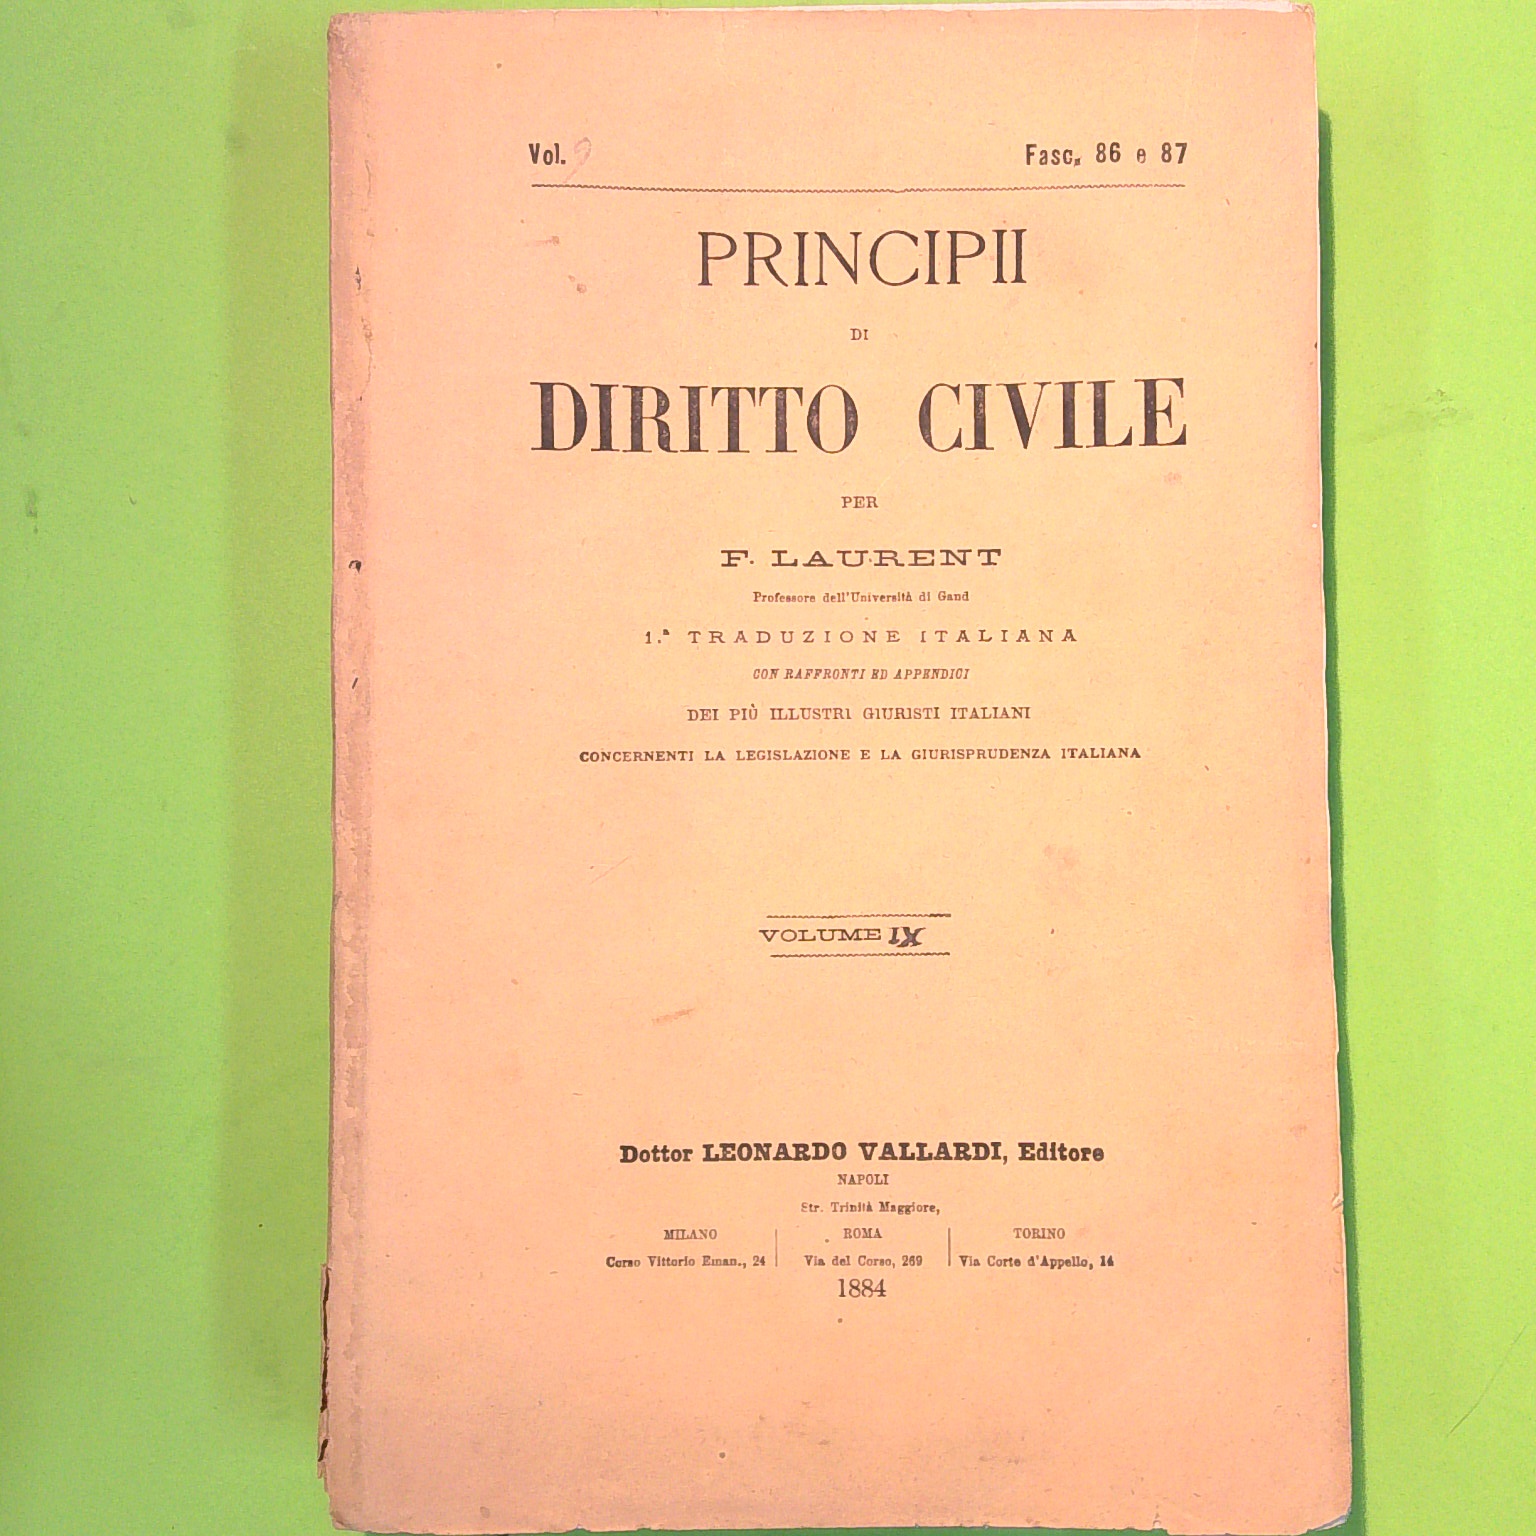 Vol. 9 Fasc. 86 e 87
PRINCIPII
DI
DIRITTO CIVILE
PER
F. LAURENT
Professore dell'Università di Gand
1.ª TRADUZIONE ITALIANA
CON RAFFRONTI ED APPENDICI
DEI PIÙ ILLUSTRI GIURISTI ITALIANI
CONCERNENTI LA LEGISLAZIONE E LA GIURISPRUDENZA ITALIANA
VOLUME IX
Dottor LEONARDO VALLARDI, Editore
NAPOLI
Str. Trinità Maggiore,
MILANO ROMA TORINO
Corso Vittorio Eman., 24 Via del Corso, 269 Via Corte d'Appello, 14
1884